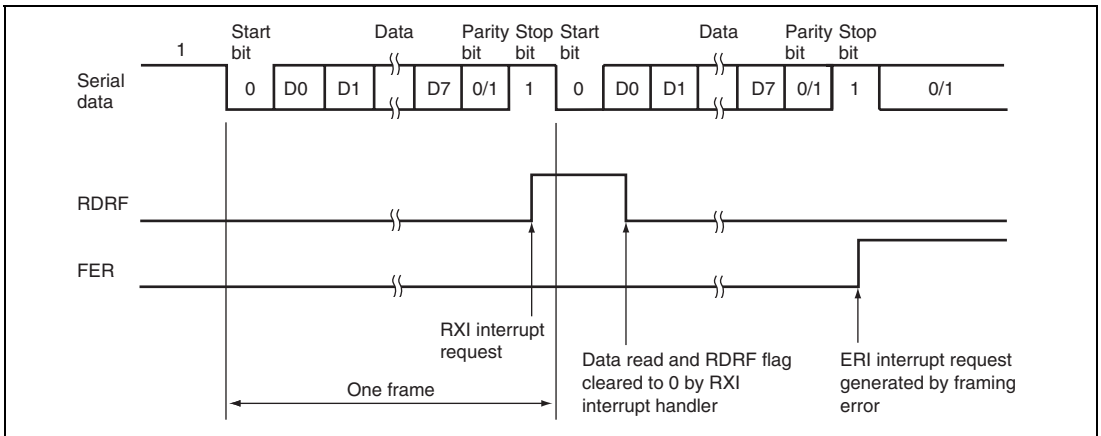 Start bit
Data
Parity bit
Stop bit
Start bit
Data
Parity bit
Stop bit
1
Serial data
0 D0 D1 D7 0/1 1 0 D0 D1 D7 0/1 1 0/1
RDRF
FER
RXI interrupt
request
Data read and RDRF flag
cleared to 0 by RXI
interrupt handler
ERI interrupt request
generated by framing
error
One frame